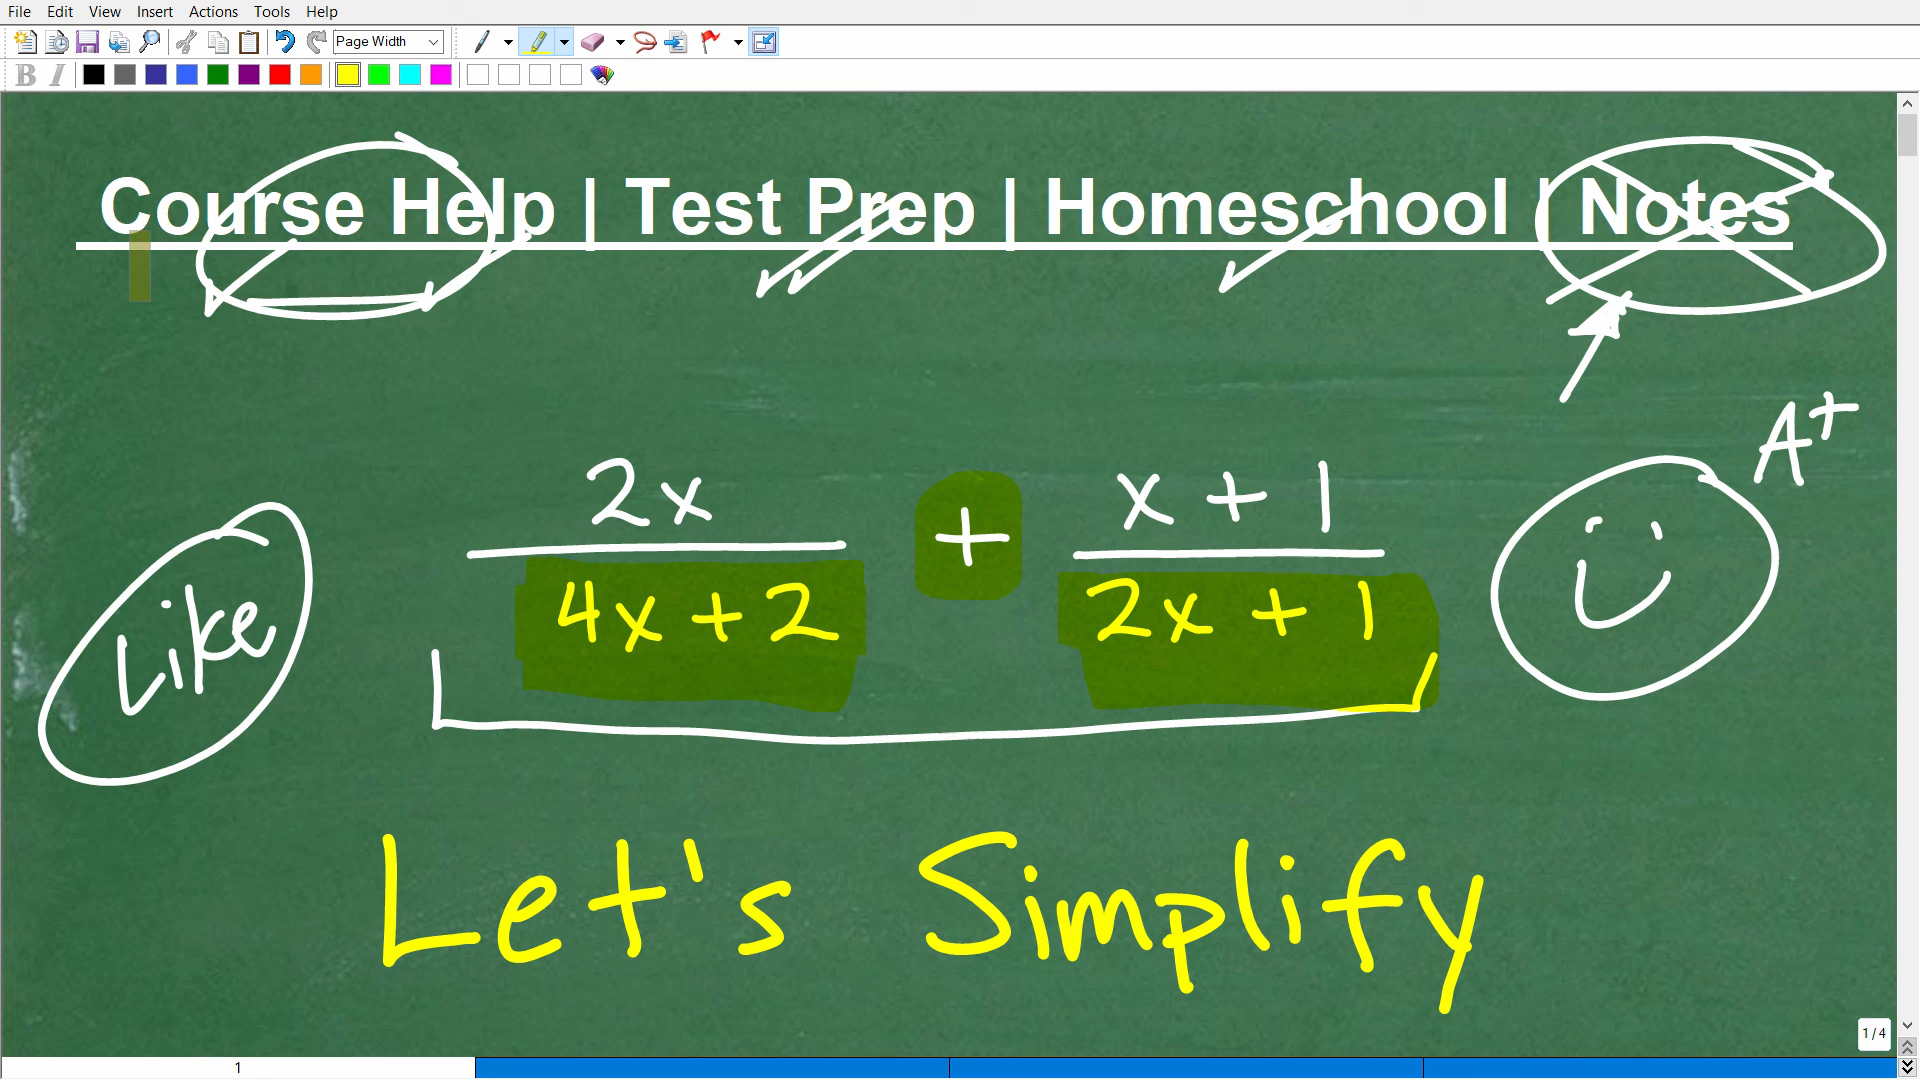 File Edit View Insert Actions Tools Help
Page Width
B I
Course Help | Test Prep | Homeschool | Notes
A+
2x + x + 1
4x + 2 2x + 1
Like
Let's Simplify
1 / 4
1